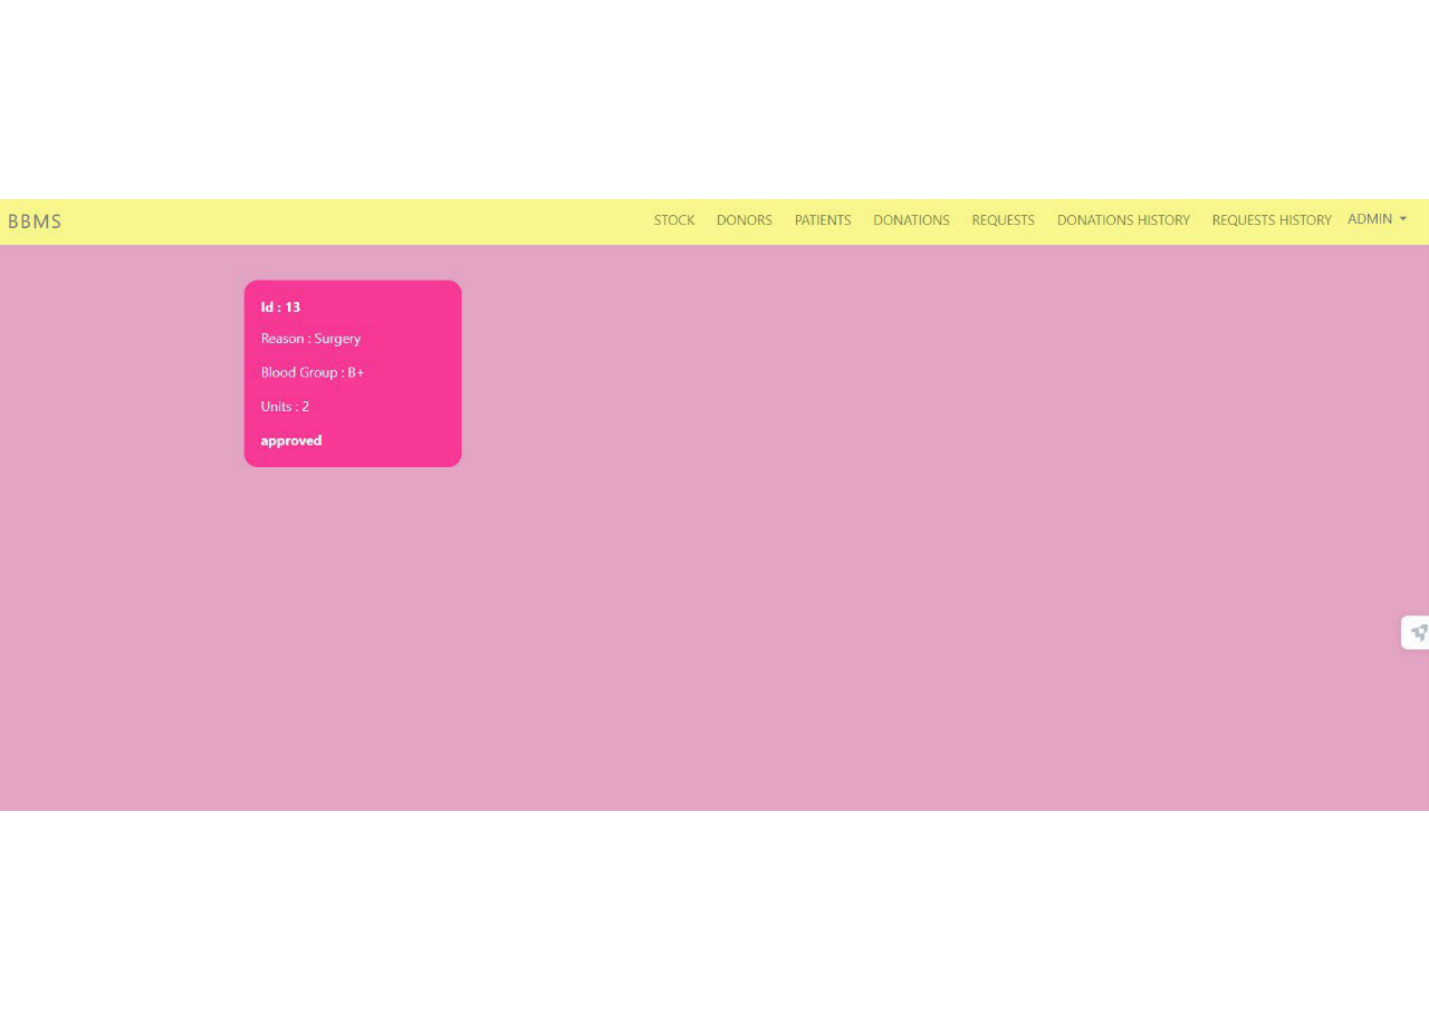 BBMS STOCK DONORS PATIENTS DONATIONS REQUESTS DONATIONS HISTORY REQUESTS HISTORY ADMIN
Id : 13
Reason : Surgery
Blood Group : B+
Units : 2
approved